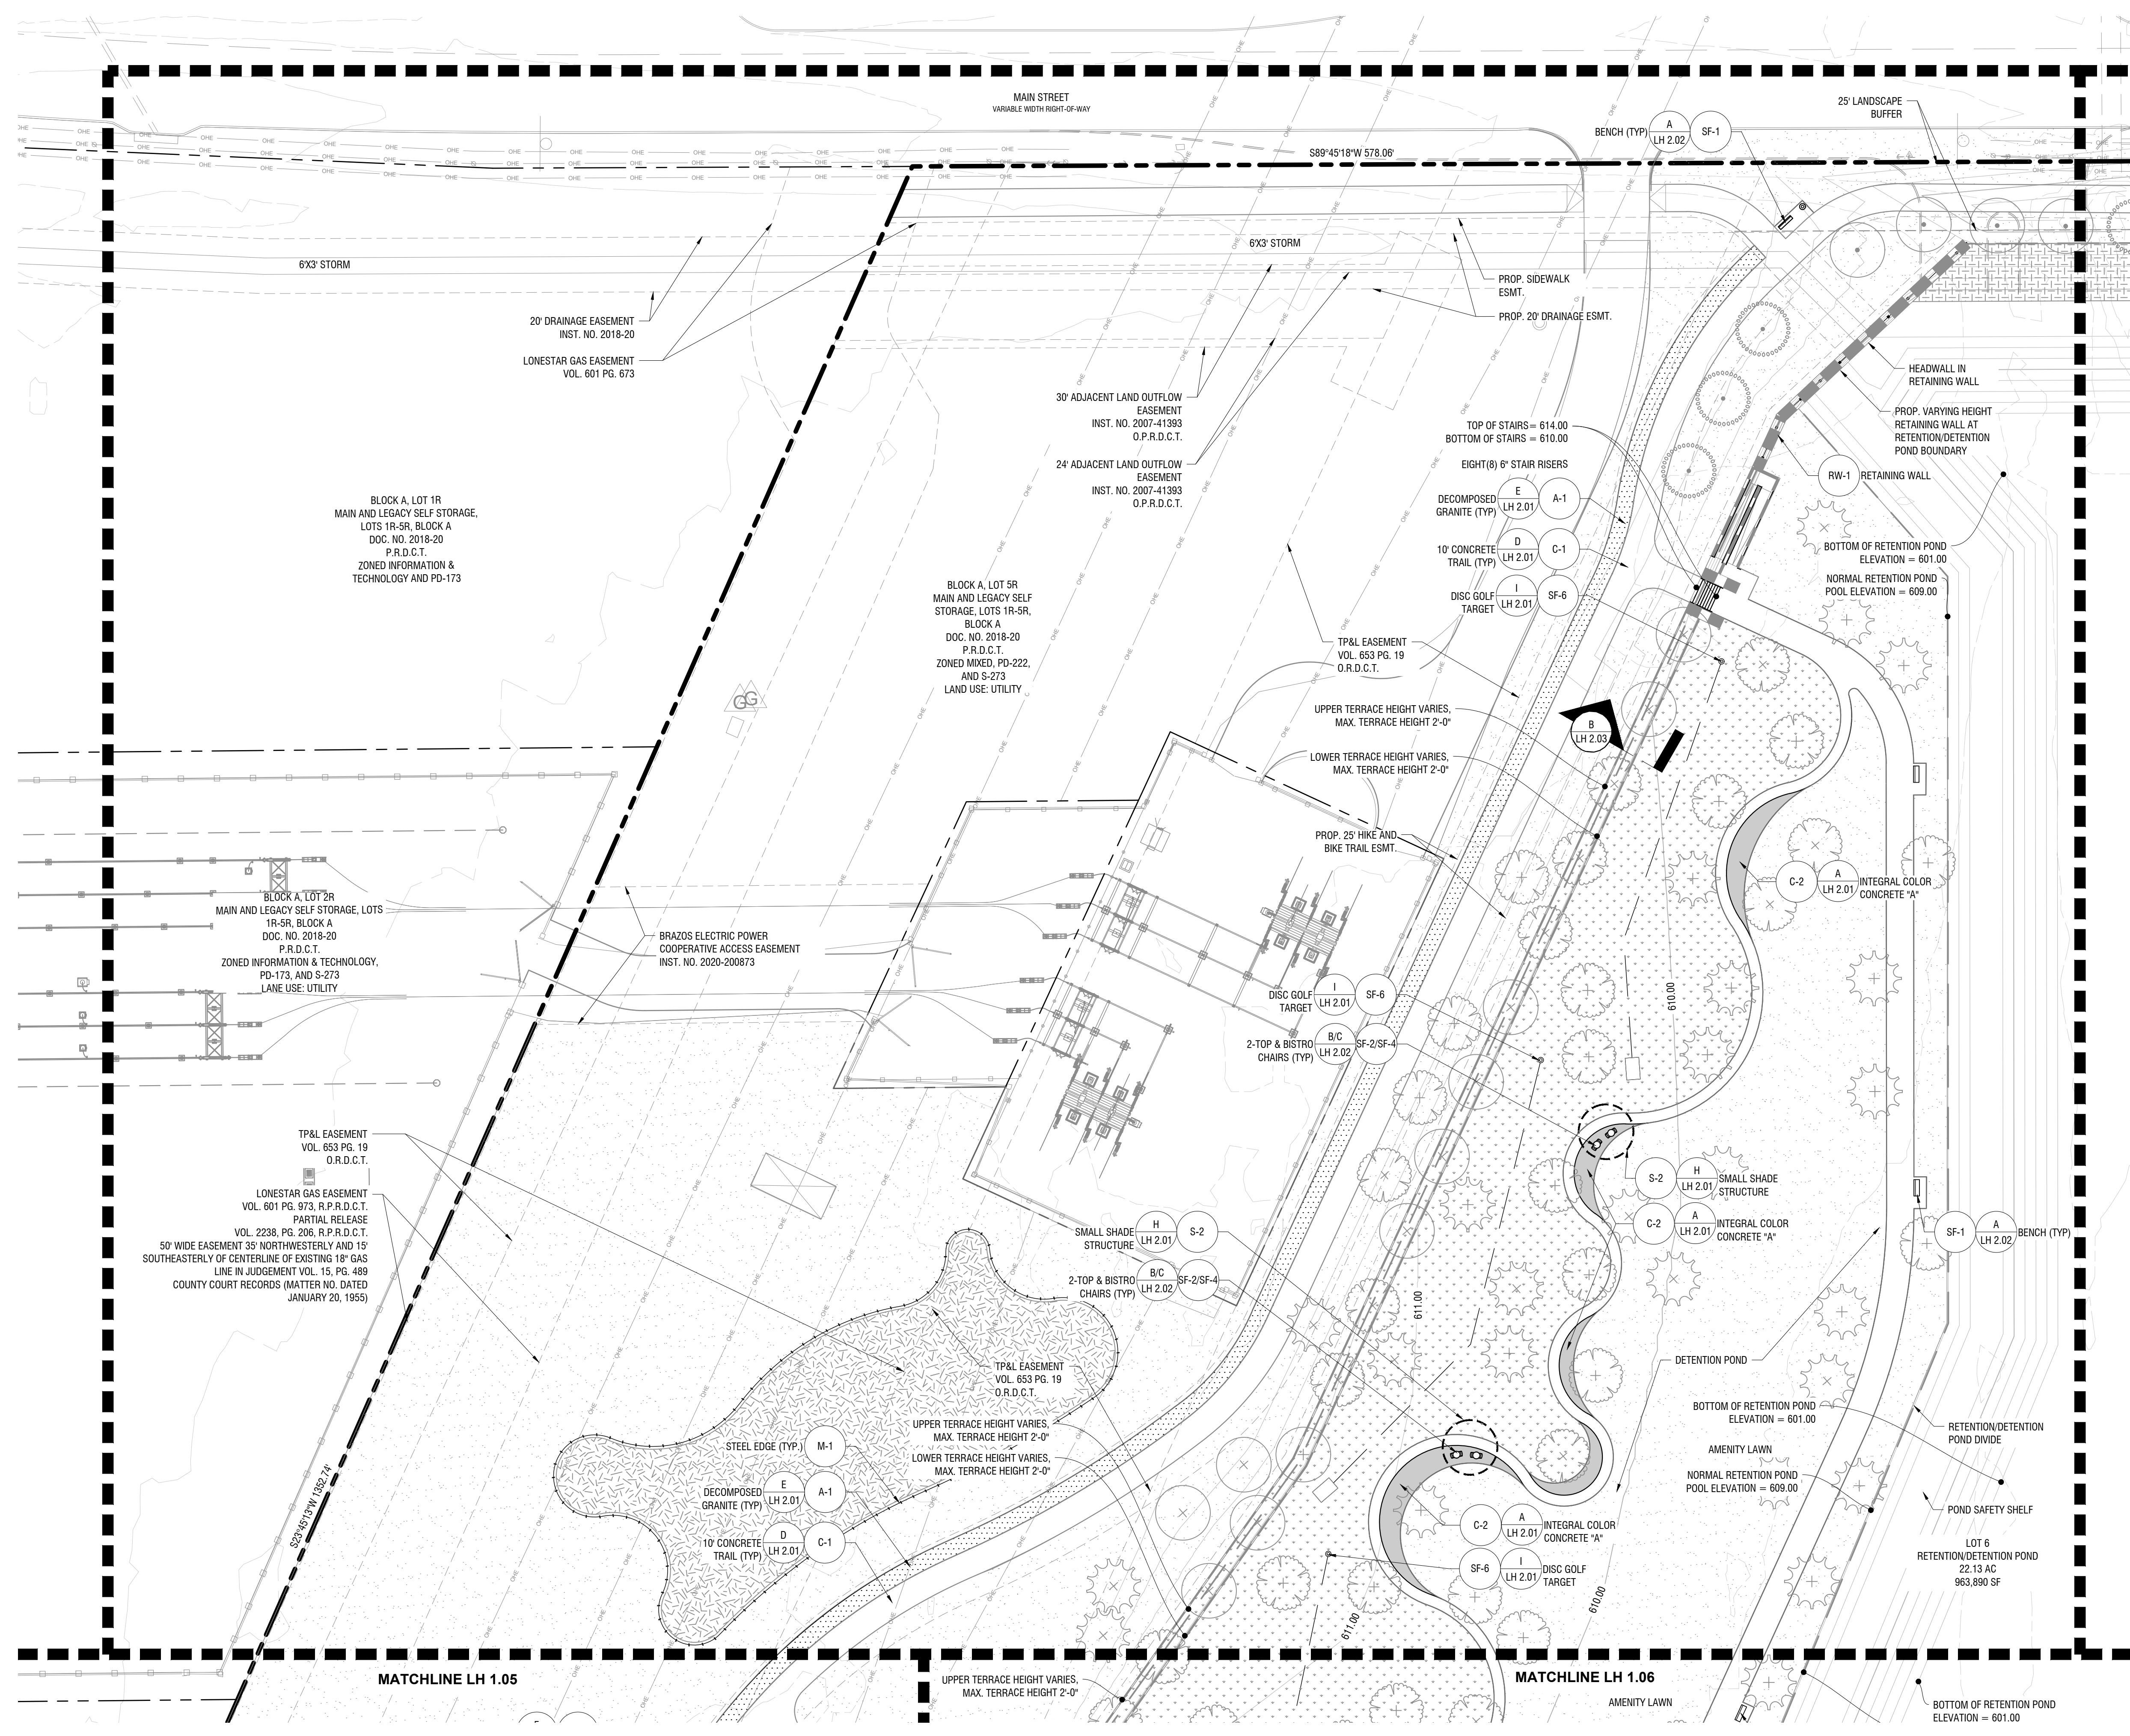 MAIN STREET
VARIABLE WIDTH RIGHT-OF-WAY
25' LANDSCAPE
BUFFER
BENCH (TYP)
A
LH 2.02
SF-1
S89°45'18"W 578.06'
6'X3' STORM
6'X3' STORM
PROP. SIDEWALK
ESMT.
PROP. 20' DRAINAGE ESMT.
20' DRAINAGE EASEMENT
INST. NO. 2018-20
LONESTAR GAS EASEMENT
VOL. 601 PG. 673
30' ADJACENT LAND OUTFLOW
EASEMENT
INST. NO. 2007-41393
O.P.R.D.C.T.
24' ADJACENT LAND OUTFLOW
EASEMENT
INST. NO. 2007-41393
O.P.R.D.C.T.
HEADWALL IN
RETAINING WALL
PROP. VARYING HEIGHT
RETAINING WALL AT
RETENTION/DETENTION
POND BOUNDARY
RW-1
RETAINING WALL
TOP OF STAIRS= 614.00
BOTTOM OF STAIRS = 610.00
EIGHT(8) 6" STAIR RISERS
DECOMPOSED
GRANITE (TYP)
E
LH 2.01
A-1
10' CONCRETE
TRAIL (TYP)
D
LH 2.01
C-1
DISC GOLF
TARGET
I
LH 2.01
SF-6
BOTTOM OF RETENTION POND
ELEVATION = 601.00
NORMAL RETENTION POND
POOL ELEVATION = 609.00
BLOCK A, LOT 1R
MAIN AND LEGACY SELF STORAGE,
LOTS 1R-5R, BLOCK A
DOC. NO. 2018-20
P.R.D.C.T.
ZONED INFORMATION &
TECHNOLOGY AND PD-173
BLOCK A, LOT 5R
MAIN AND LEGACY SELF
STORAGE, LOTS 1R-5R,
BLOCK A
DOC. NO. 2018-20
P.R.D.C.T.
ZONED MIXED, PD-222,
AND S-273
LAND USE: UTILITY
TP&L EASEMENT
VOL. 653 PG. 19
O.R.D.C.T.
UPPER TERRACE HEIGHT VARIES,
MAX. TERRACE HEIGHT 2'-0"
LOWER TERRACE HEIGHT VARIES,
MAX. TERRACE HEIGHT 2'-0"
B
LH 2.03
G G
PROP. 25' HIKE AND
BIKE TRAIL ESMT.
C-2
A
LH 2.01
INTEGRAL COLOR
CONCRETE "A"
BLOCK A, LOT 2R
MAIN AND LEGACY SELF STORAGE, LOTS
1R-5R, BLOCK A
DOC. NO. 2018-20
P.R.D.C.T.
ZONED INFORMATION & TECHNOLOGY,
PD-173, AND S-273
LANE USE: UTILITY
BRAZOS ELECTRIC POWER
COOPERATIVE ACCESS EASEMENT
INST. NO. 2020-200873
DISC GOLF
TARGET
I
LH 2.01
SF-6
2-TOP & BISTRO
CHAIRS (TYP)
B/C
LH 2.02
SF-2/SF-4
610.00
TP&L EASEMENT
VOL. 653 PG. 19
O.R.D.C.T.
LONESTAR GAS EASEMENT
VOL. 601 PG. 973, R.P.R.D.C.T.
PARTIAL RELEASE
VOL. 2238, PG. 206, R.P.R.D.C.T.
50' WIDE EASEMENT 35' NORTHWESTERLY AND 15'
SOUTHEASTERLY OF CENTERLINE OF EXISTING 18" GAS
LINE IN JUDGEMENT VOL. 15, PG. 489
COUNTY COURT RECORDS (MATTER NO. DATED
JANUARY 20, 1955)
S-2
H
LH 2.01
SMALL SHADE
STRUCTURE
C-2
A
LH 2.01
INTEGRAL COLOR
CONCRETE "A"
SF-1
A
LH 2.02
BENCH (TYP)
SMALL SHADE
STRUCTURE
H
LH 2.01
S-2
2-TOP & BISTRO
CHAIRS (TYP)
B/C
LH 2.02
SF-2/SF-4
611.00
TP&L EASEMENT
VOL. 653 PG. 19
O.R.D.C.T.
DETENTION POND
BOTTOM OF RETENTION POND
ELEVATION = 601.00
RETENTION/DETENTION
POND DIVIDE
AMENITY LAWN
NORMAL RETENTION POND
POOL ELEVATION = 609.00
POND SAFETY SHELF
UPPER TERRACE HEIGHT VARIES,
MAX. TERRACE HEIGHT 2'-0"
LOWER TERRACE HEIGHT VARIES,
MAX. TERRACE HEIGHT 2'-0"
STEEL EDGE (TYP.)
M-1
DECOMPOSED
GRANITE (TYP)
E
LH 2.01
A-1
10' CONCRETE
TRAIL (TYP)
D
LH 2.01
C-1
C-2
A
LH 2.01
INTEGRAL COLOR
CONCRETE "A"
SF-6
I
LH 2.01
DISC GOLF
TARGET
LOT 6
RETENTION/DETENTION POND
22.13 AC
963,890 SF
S23°45'13"W 1352.74'
611.00
610.00
MATCHLINE LH 1.05
MATCHLINE LH 1.06
UPPER TERRACE HEIGHT VARIES,
MAX. TERRACE HEIGHT 2'-0"
AMENITY LAWN
BOTTOM OF RETENTION POND
ELEVATION = 601.00